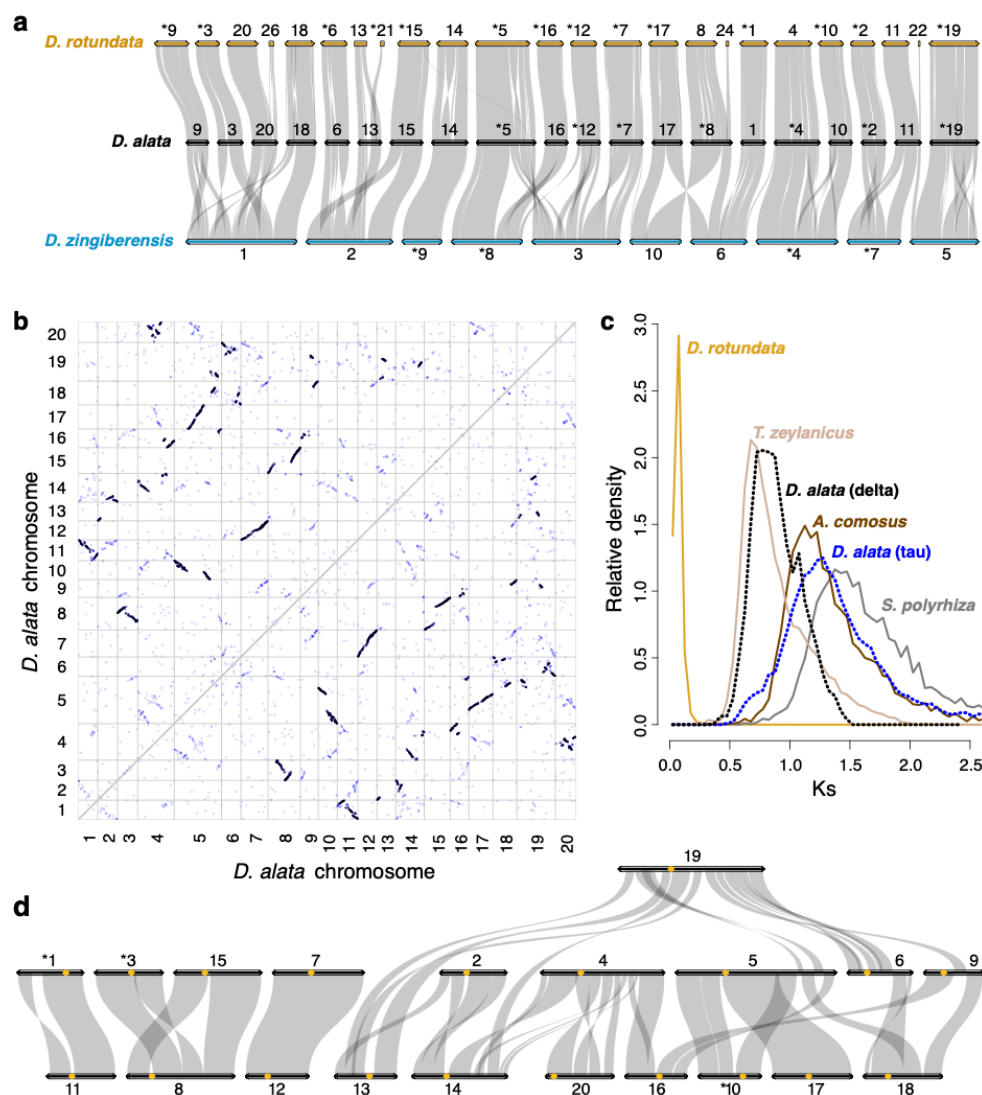 a
*9 *3 20 26 18 *6 13 *21 *15 14 *5 *16 *12 *7 *17 8 24 *1 4 *10 *2 11 22 *19
D. rotundata
9 3 20 18 6 13 15 14 *5 16 *12 *7 17 *8 1 *4 10 *2 11 *19
D. alata
D. zingiberensis
1 2 *9 *8 3 10 6 *4 *7 5
b
20
19
18
17
16
15
14
13
12
11
10
9
8
7
6
5
4
3
2
1
D. alata chromosome
1 2 3 4 5 6 7 8 9 10 11 12 13 14 15 16 17 18 19 20
D. alata chromosome
c
3.0
2.5
2.0
1.5
1.0
0.5
0.0
Relative density
D. rotundata
T. zeylanicus
D. alata (delta)
A. comosus
D. alata (tau)
S. polyrhiza
0.0 0.5 1.0 1.5 2.0 2.5
Ks
d
19
*1 *3 15 7 2 4 5 6 9
11 8 12 13 14 20 16 *10 17 18